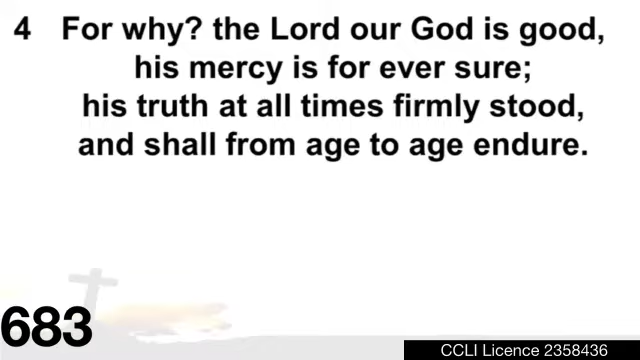 4 For why? the Lord our God is good,
his mercy is for ever sure;
his truth at all times firmly stood,
and shall from age to age endure.
683
CCLI Licence 2358436